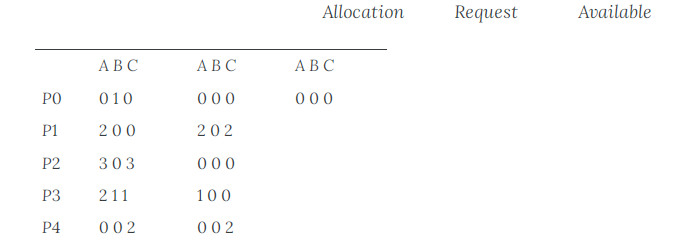 Allocation Request Available
A B C A B C A B C
P0 0 1 0 0 0 0 0 0 0
P1 2 0 0 2 0 2
P2 3 0 3 0 0 0
P3 2 1 1 1 0 0
P4 0 0 2 0 0 2